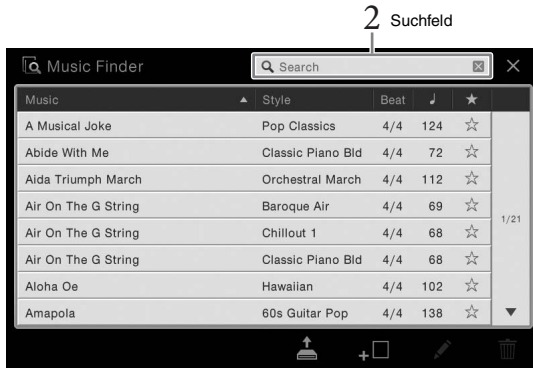 2 Suchfeld
Music Finder Search
Music Style Beat ♩ ★
A Musical Joke Pop Classics 4/4 124 ☆
Abide With Me Classic Piano Bld 4/4 72 ☆
Aida Triumph March Orchestral March 4/4 112 ☆
Air On The G String Baroque Air 4/4 69 ☆
Air On The G String Chillout 1 4/4 68 ☆
1/21
Air On The G String Classic Piano Bld 4/4 68 ☆
Aloha Oe Hawaiian 4/4 102 ☆
Amapola 60s Guitar Pop 4/4 138 ☆